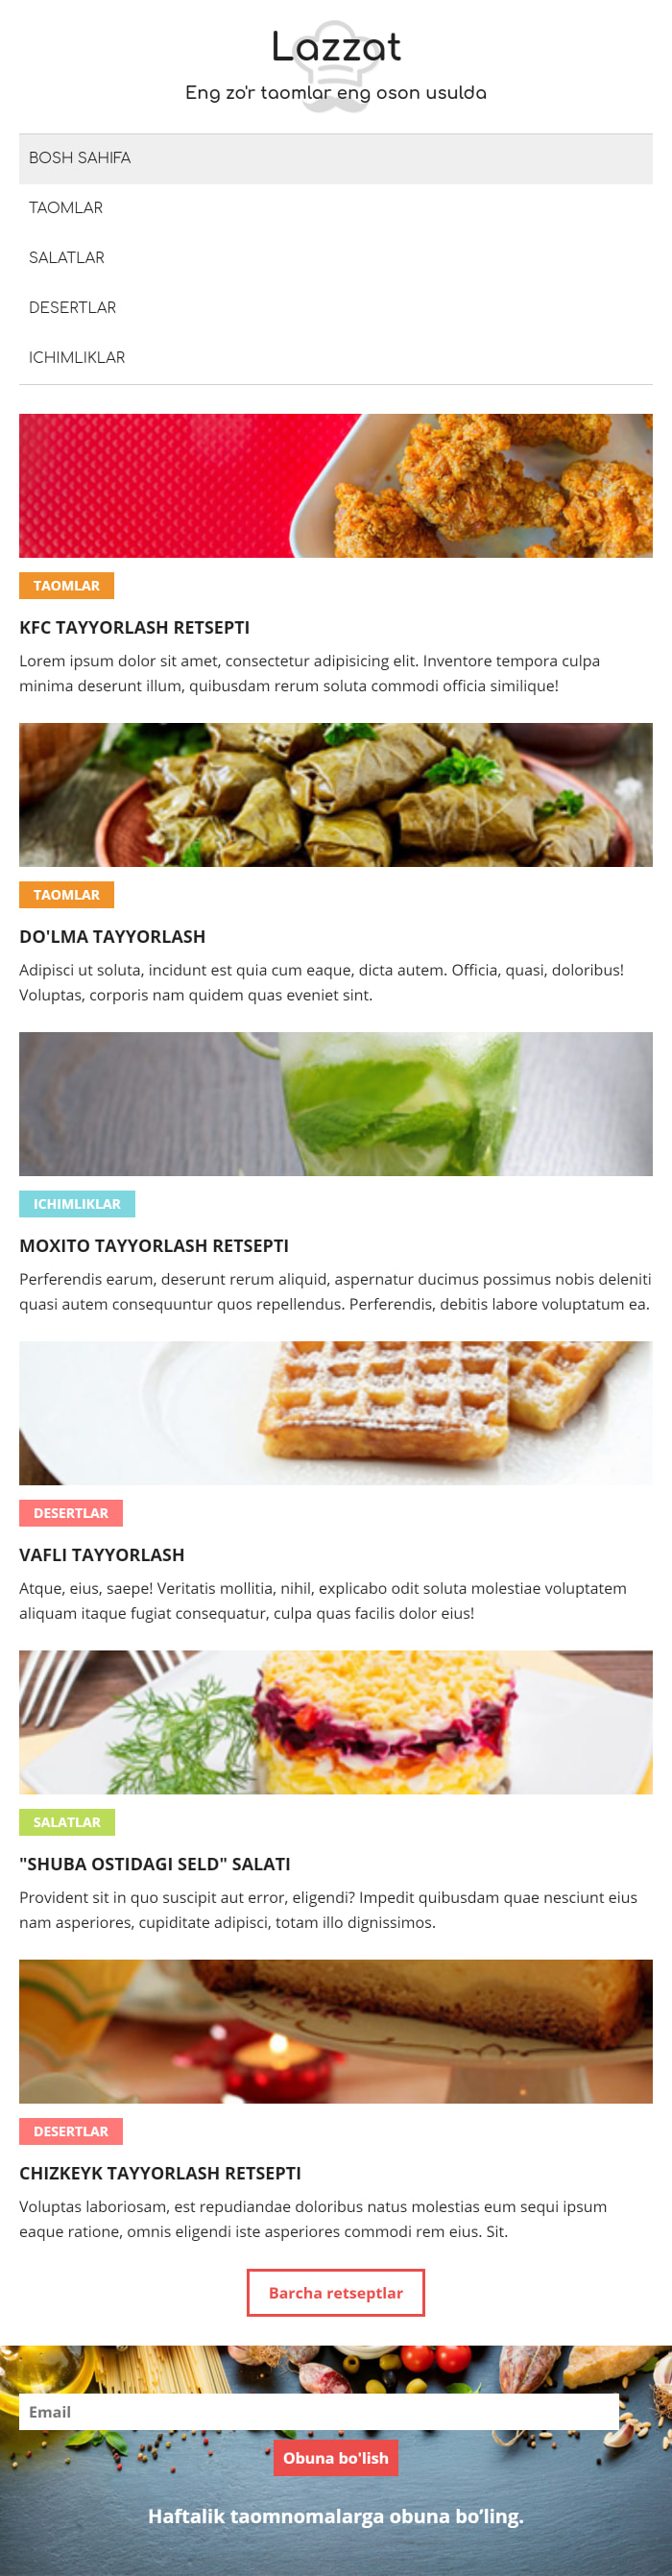 Lazzat
Eng zo'r taomlar eng oson usulda
BOSH SAHIFA
TAOMLAR
SALATLAR
DESERTLAR
ICHIMLIKLAR
TAOMLAR
KFC TAYYORLASH RETSEPTI
Lorem ipsum dolor sit amet, consectetur adipisicing elit. Inventore tempora culpa
minima deserunt illum, quibusdam rerum soluta commodi officia similique!
TAOMLAR
DO'LMA TAYYORLASH
Adipisci ut soluta, incidunt est quia cum eaque, dicta autem. Officia, quasi, doloribus!
Voluptas, corporis nam quidem quas eveniet sint.
ICHIMLIKLAR
MOXITO TAYYORLASH RETSEPTI
Perferendis earum, deserunt rerum aliquid, aspernatur ducimus possimus nobis deleniti
quasi autem consequuntur quos repellendus. Perferendis, debitis labore voluptatum ea.
DESERTLAR
VAFLI TAYYORLASH
Atque, eius, saepe! Veritatis mollitia, nihil, explicabo odit soluta molestiae voluptatem
aliquam itaque fugiat consequatur, culpa quas facilis dolor eius!
SALATLAR
"SHUBA OSTIDAGI SELD" SALATI
Provident sit in quo suscipit aut error, eligendi? Impedit quibusdam quae nesciunt eius
nam asperiores, cupiditate adipisci, totam illo dignissimos.
DESERTLAR
CHIZKEYK TAYYORLASH RETSEPTI
Voluptas laboriosam, est repudiandae doloribus natus molestias eum sequi ipsum
eaque ratione, omnis eligendi iste asperiores commodi rem eius. Sit.
Barcha retseptlar
Email
Obuna bo'lish
Haftalik taomnomalarga obuna bo’ling.